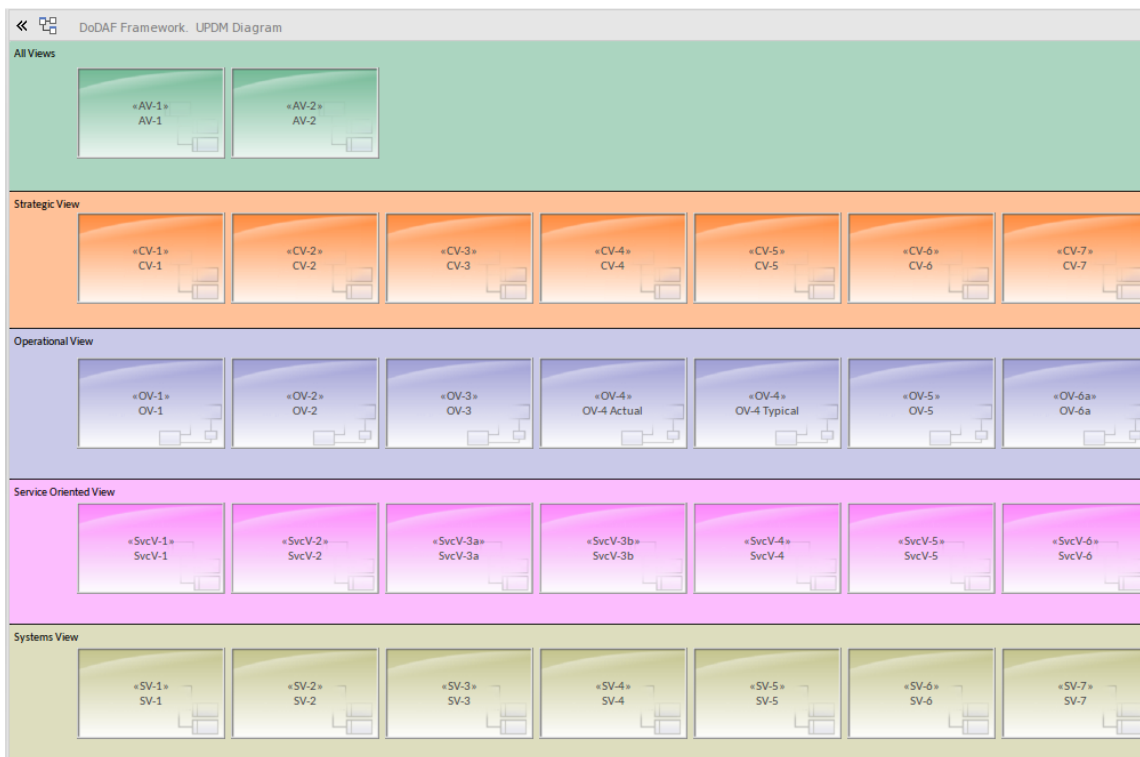 « DoDAF Framework. UPDM Diagram
All Views
«AV-1» «AV-2»
AV-1 AV-2
Strategic View
«CV-1» «CV-2» «CV-3» «CV-4» «CV-5» «CV-6» «CV-7»
CV-1 CV-2 CV-3 CV-4 CV-5 CV-6 CV-7
Operational View
«OV-1» «OV-2» «OV-3» «OV-4» «OV-4» «OV-5» «OV-6a»
OV-1 OV-2 OV-3 OV-4 Actual OV-4 Typical OV-5 OV-6a
Service Oriented View
«SvcV-1» «SvcV-2» «SvcV-3a» «SvcV-3b» «SvcV-4» «SvcV-5» «SvcV-6»
SvcV-1 SvcV-2 SvcV-3a SvcV-3b SvcV-4 SvcV-5 SvcV-6
Systems View
«SV-1» «SV-2» «SV-3» «SV-4» «SV-5» «SV-6» «SV-7»
SV-1 SV-2 SV-3 SV-4 SV-5 SV-6 SV-7